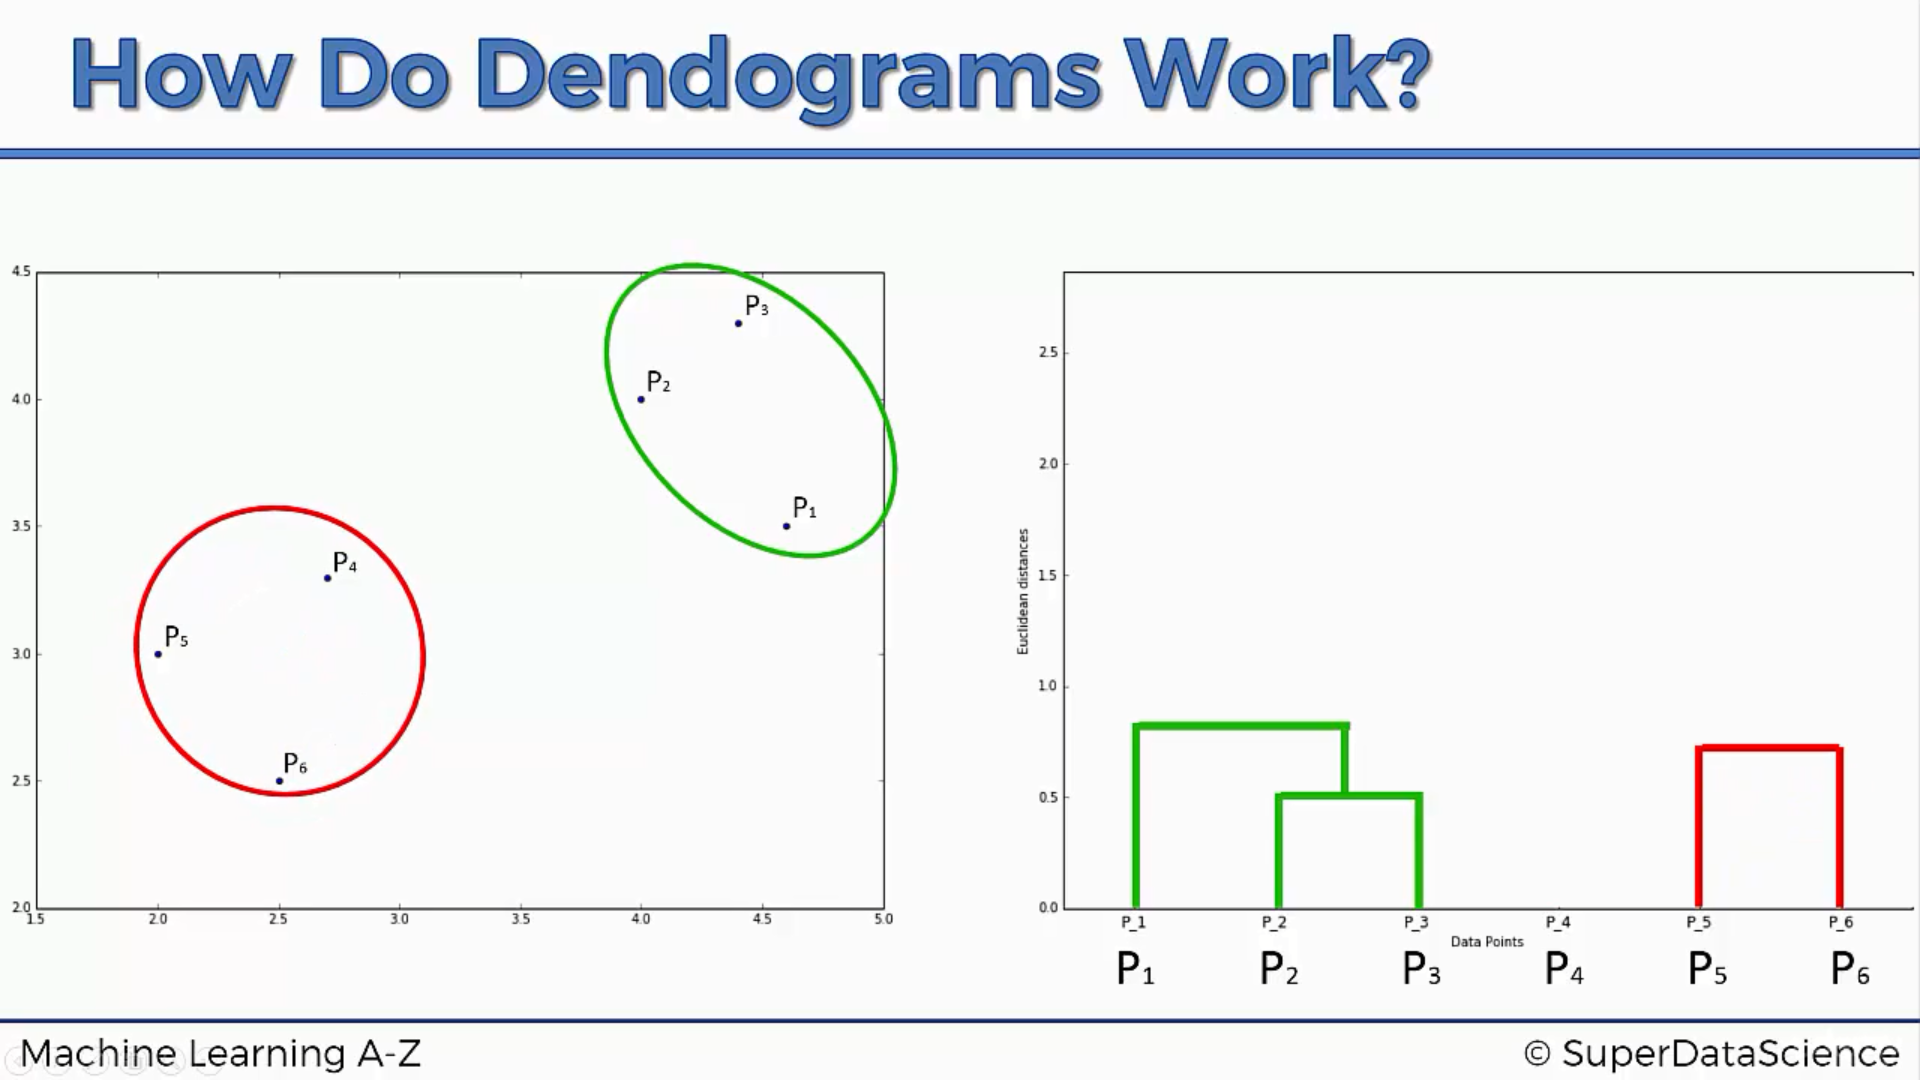 How Do Dendograms Work?
4.5
4.0
3.5
3.0
2.5
2.0
1.5 2.0 2.5 3.0 3.5 4.0 4.5 5.0
P3
P2
P1
P4
P5
P6
Euclidean distances
2.5
2.0
1.5
1.0
0.5
0.0
P_1 P_2 P_3 P_4 P_5 P_6
Data Points
P1 P2 P3 P4 P5 P6
Machine Learning A-Z
© SuperDataScience